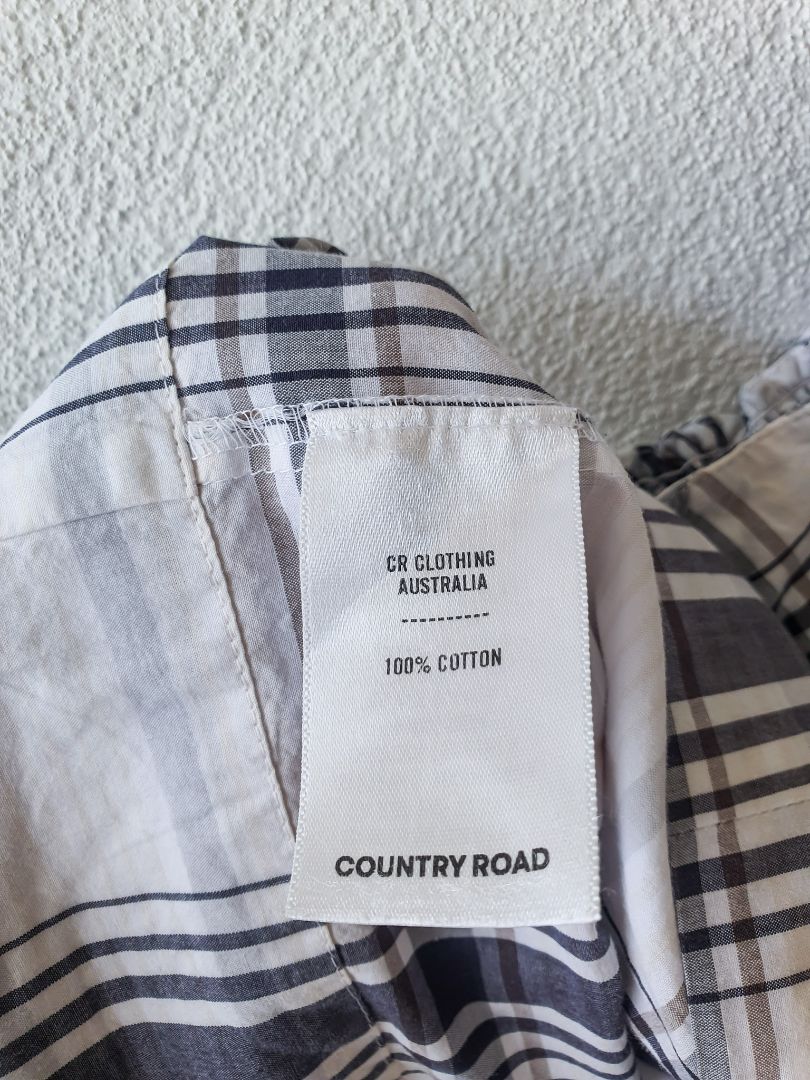 CR CLOTHING
AUSTRALIA
----------
100% COTTON
COUNTRY ROAD